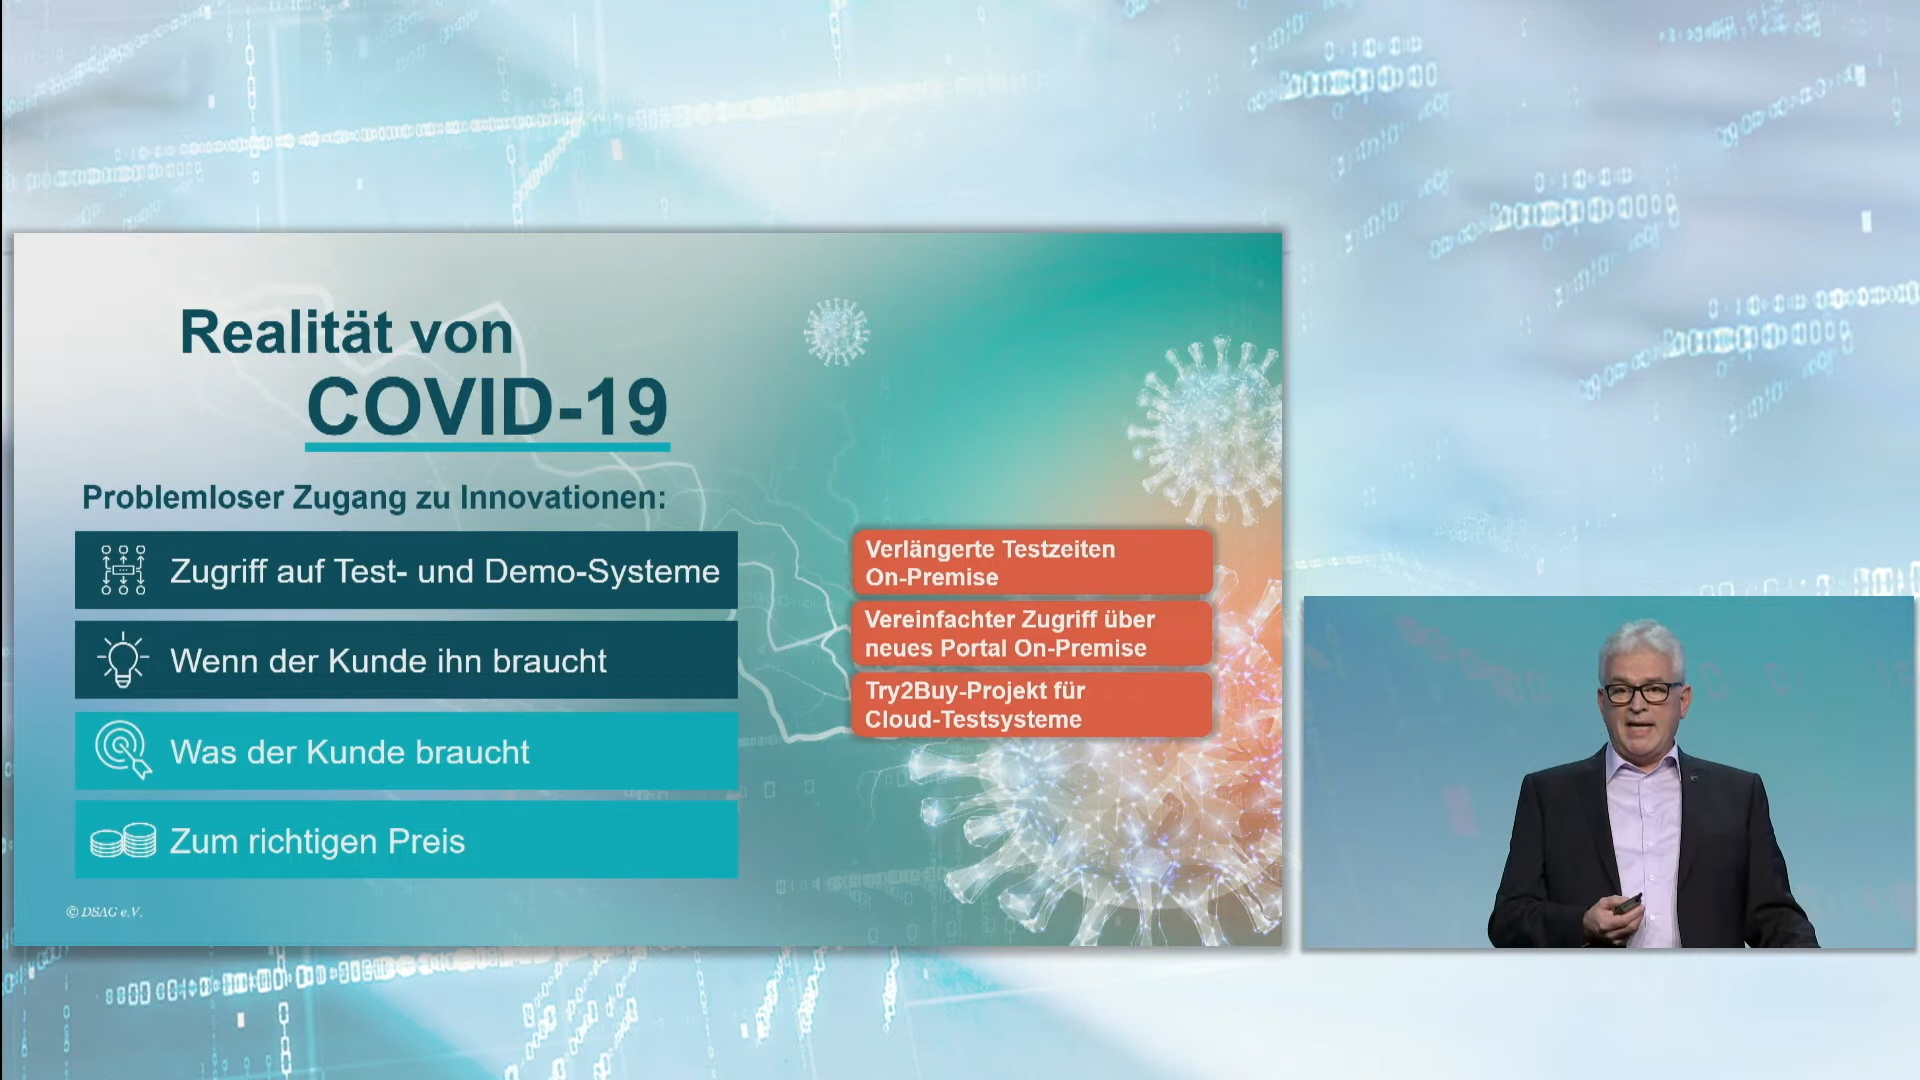 Realität von
COVID-19
Problemloser Zugang zu Innovationen:
Zugriff auf Test- und Demo-Systeme
Wenn der Kunde ihn braucht
Was der Kunde braucht
Zum richtigen Preis
Verlängerte Testzeiten
On-Premise
Vereinfachter Zugriff über
neues Portal On-Premise
Try2Buy-Projekt für
Cloud-Testsysteme
© DSAG e.V.